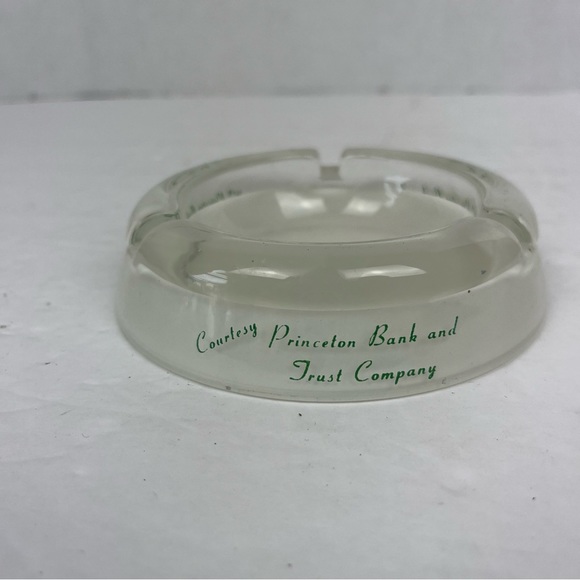 Courtesy Princeton Bank and
Trust Company